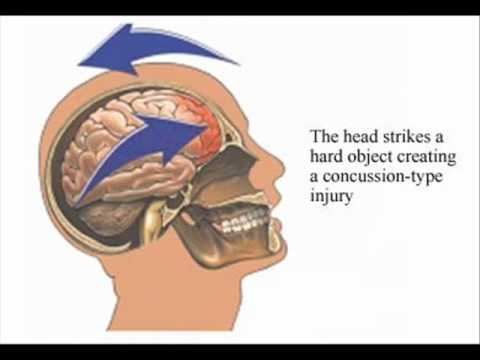 The head strikes a
hard object creating
a concussion-type
injury